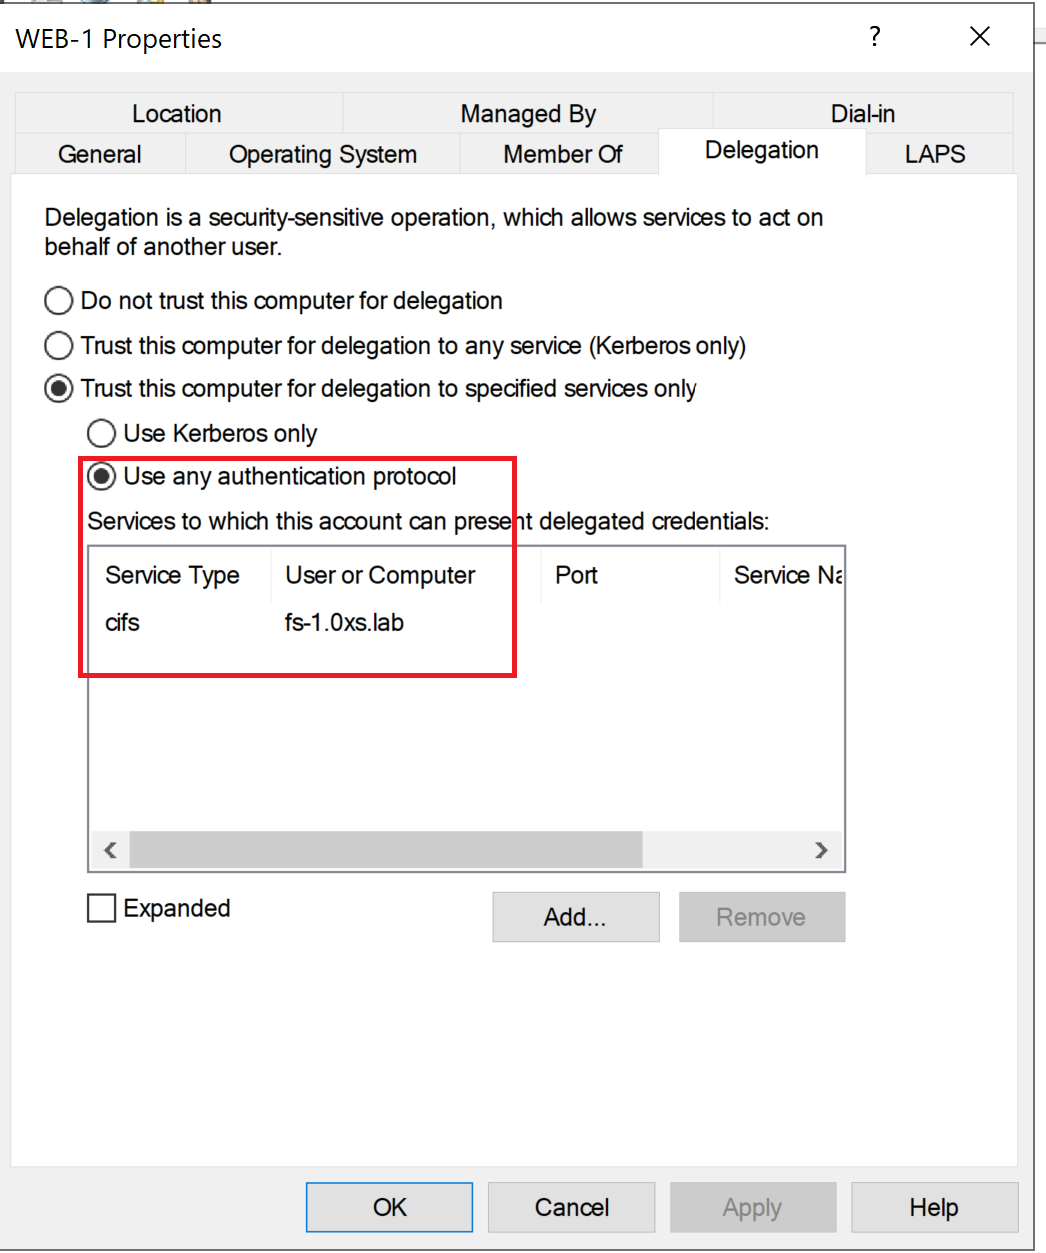 WEB-1 Properties
?
Location Managed By Dial-in
General Operating System Member Of Delegation LAPS
Delegation is a security-sensitive operation, which allows services to act on
behalf of another user.
Do not trust this computer for delegation
Trust this computer for delegation to any service (Kerberos only)
Trust this computer for delegation to specified services only
Use Kerberos only
Use any authentication protocol
Services to which this account can present delegated credentials:
Service Type User or Computer Port Service Na
cifs fs-1.0xs.lab
Expanded Add... Remove
OK Cancel Apply Help